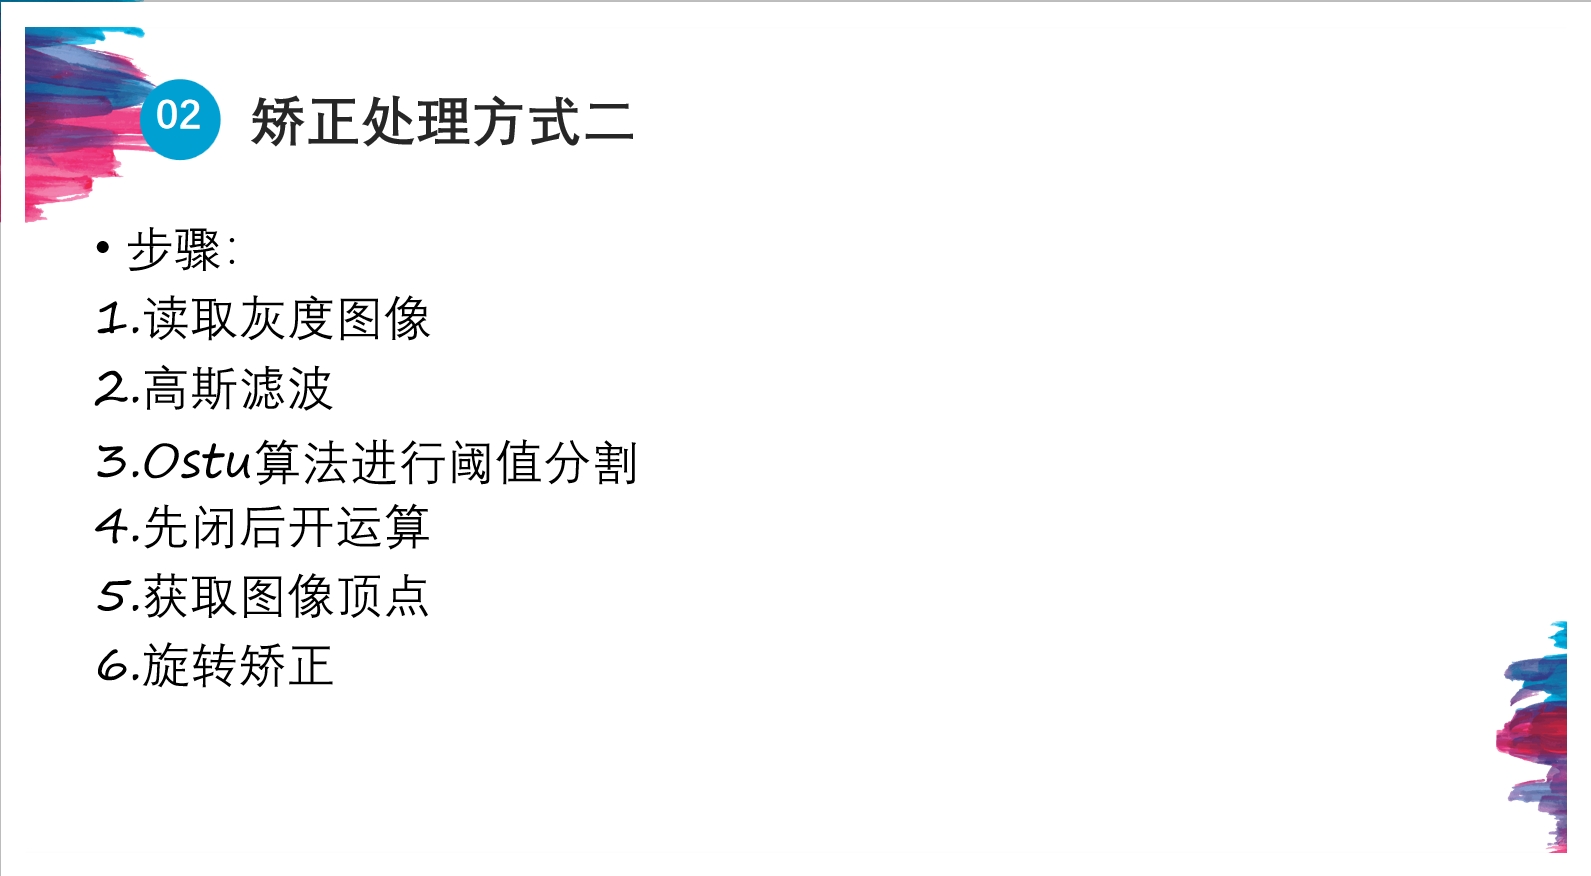 02
矫正处理方式二
• 步骤：
1.读取灰度图像
2.高斯滤波
3.Ostu算法进行阈值分割
4.先闭后开运算
5.获取图像顶点
6.旋转矫正